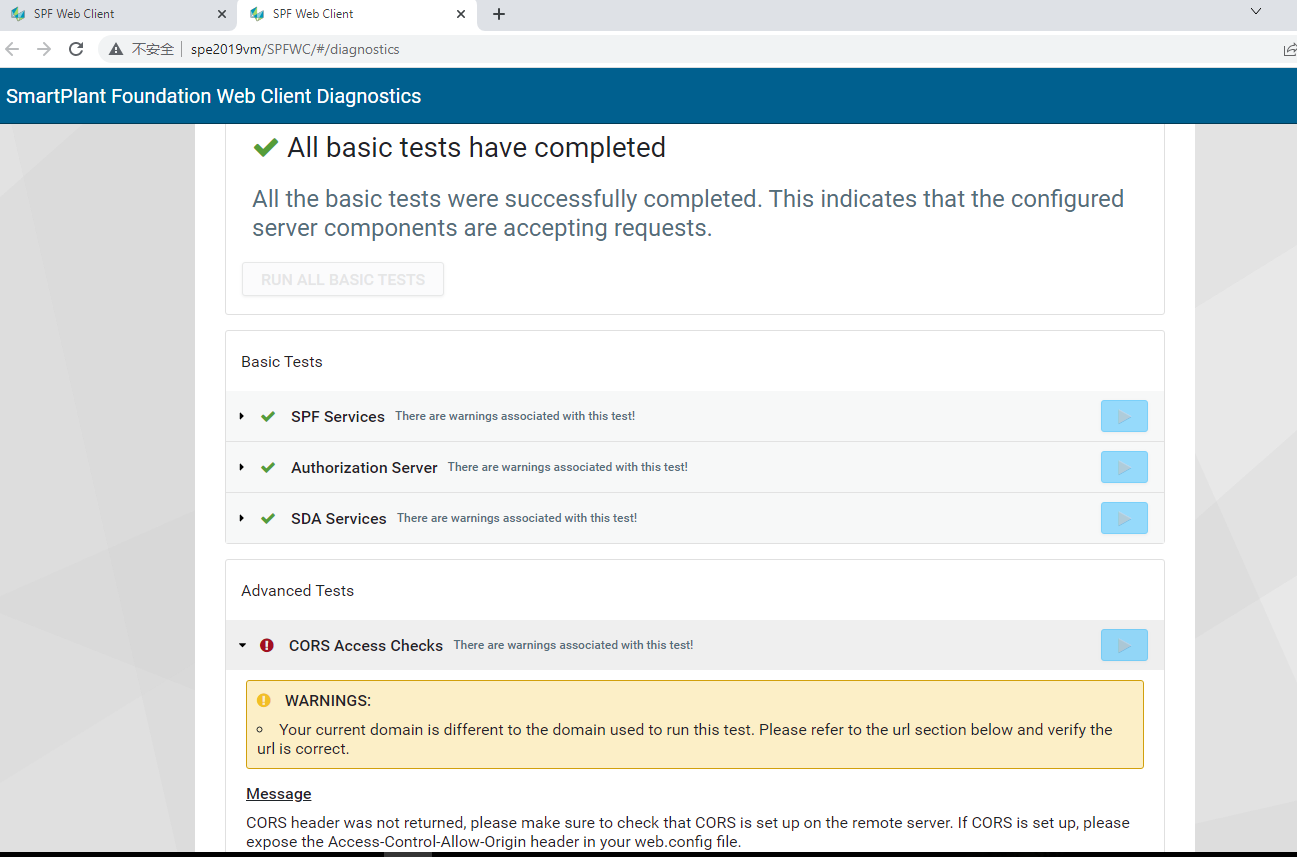 SPF Web Client
SPF Web Client
不安全 spe2019vm/SPFWC/#/diagnostics
SmartPlant Foundation Web Client Diagnostics
All basic tests have completed
All the basic tests were successfully completed. This indicates that the configured
server components are accepting requests.
RUN ALL BASIC TESTS
Basic Tests
SPF Services There are warnings associated with this test!
Authorization Server There are warnings associated with this test!
SDA Services There are warnings associated with this test!
Advanced Tests
CORS Access Checks There are warnings associated with this test!
WARNINGS:
Your current domain is different to the domain used to run this test. Please refer to the url section below and verify the
url is correct.
Message
CORS header was not returned, please make sure to check that CORS is set up on the remote server. If CORS is set up, please
expose the Access-Control-Allow-Origin header in your web.config file.